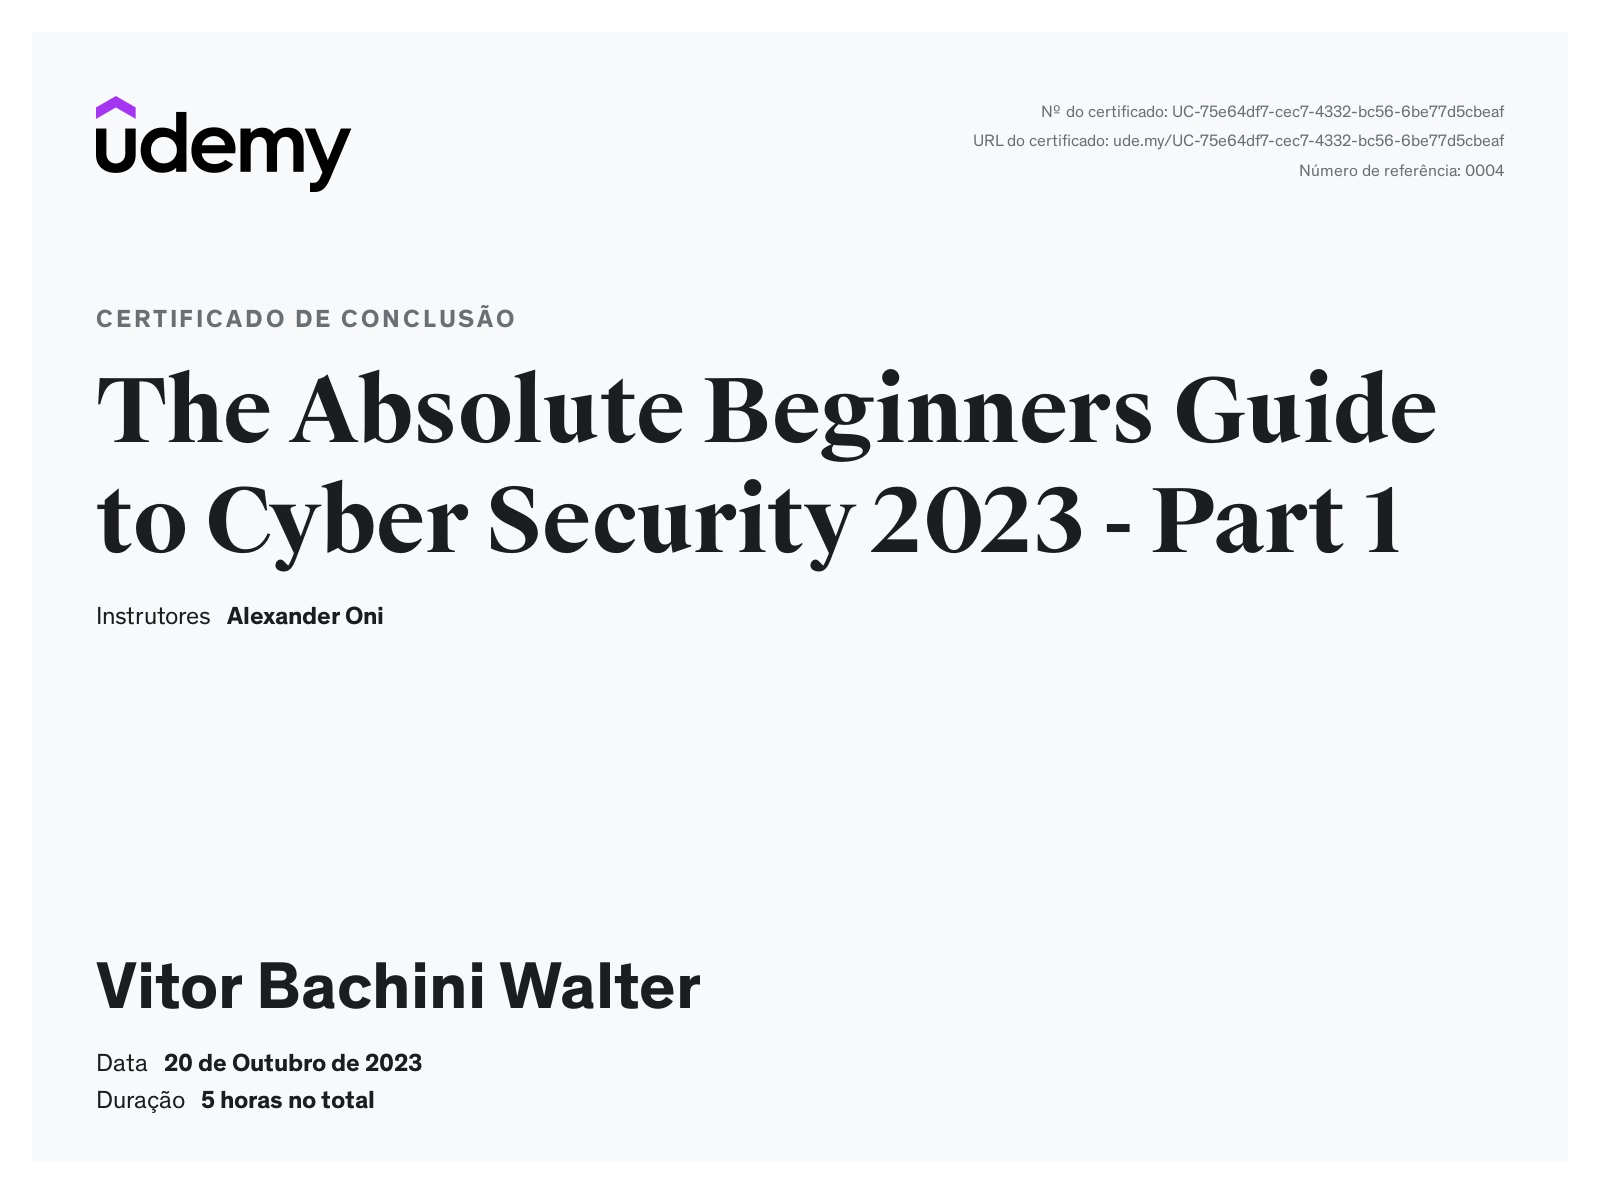 udemy
Nº do certificado: UC-75e64df7-cec7-4332-bc56-6be77d5cbeaf
URL do certificado: ude.my/UC-75e64df7-cec7-4332-bc56-6be77d5cbeaf
Número de referência: 0004
CERTIFICADO DE CONCLUSÃO
The Absolute Beginners Guide
to Cyber Security 2023 - Part 1
Instrutores Alexander Oni
Vitor Bachini Walter
Data 20 de Outubro de 2023
Duração 5 horas no total